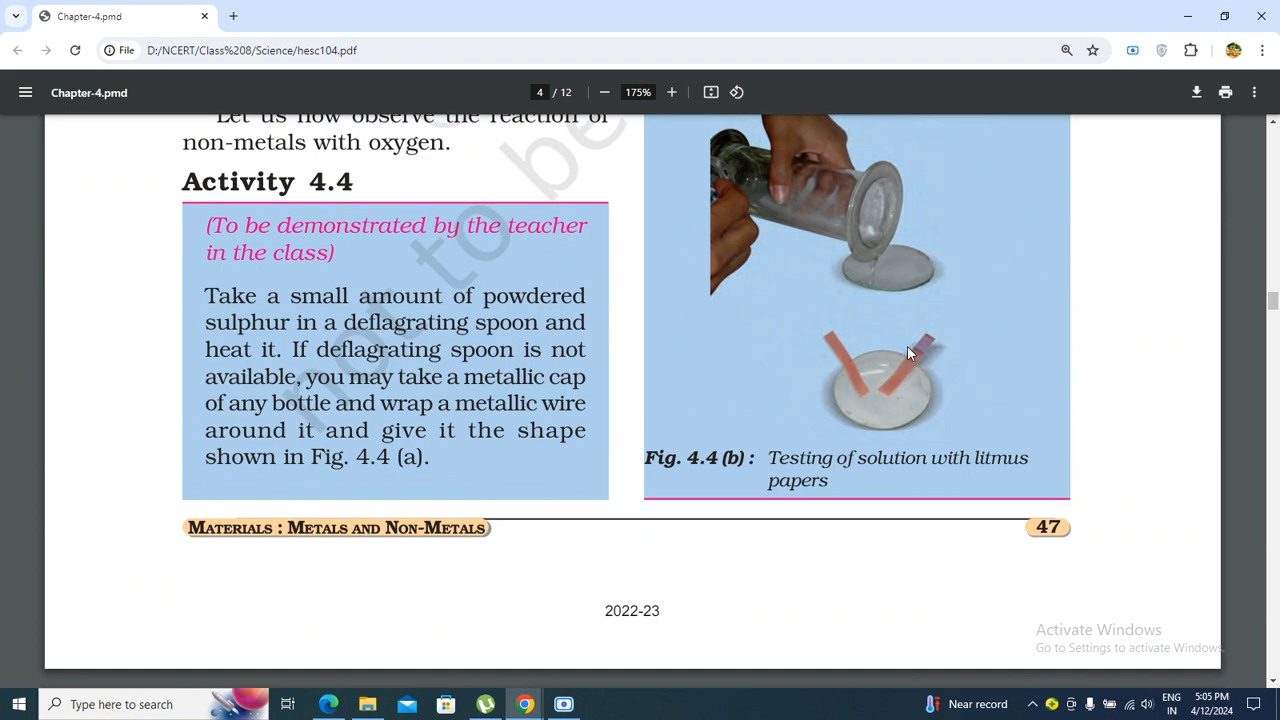 Chapter-4.pmd
File
D:/NCERT/Class%208/Science/hesc104.pdf
Chapter-4.pmd
4 / 12
175%
Let us now observe the reaction of
non-metals with oxygen.
Activity 4.4
(To be demonstrated by the teacher
in the class)
Take a small amount of powdered
sulphur in a deflagrating spoon and
heat it. If deflagrating spoon is not
available, you may take a metallic cap
of any bottle and wrap a metallic wire
around it and give it the shape
shown in Fig. 4.4 (a).
not to be
Fig. 4.4 (b) : Testing of solution with litmus
papers
MATERIALS : METALS AND NON-METALS
47
2022-23
Activate Windows
Go to Settings to activate Windows.
Type here to search
Near record
ENG
IN
5:05 PM
4/12/2024